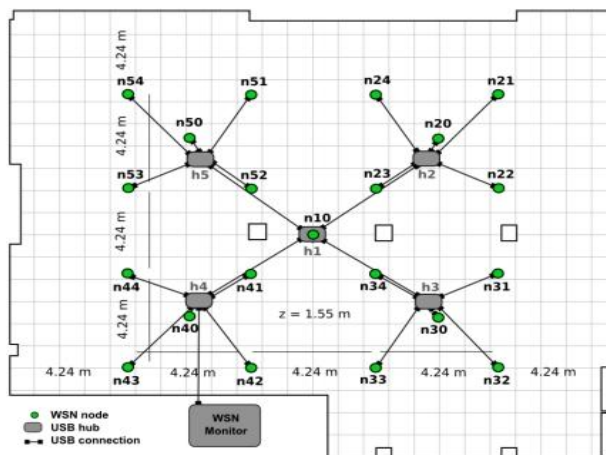 4.24 m
n54
n51
n24
n21
n50
n20
4.24 m
n53
n52
n23
n22
h5
h2
n10
h1
4.24 m
n44
n41
n34
n31
h4
h3
4.24 m
n40
z = 1.55 m
n30
4.24 m
4.24 m
4.24 m
4.24 m
4.24 m
n43
n42
n33
n32
WSN node
USB hub
USB connection
WSN
Monitor